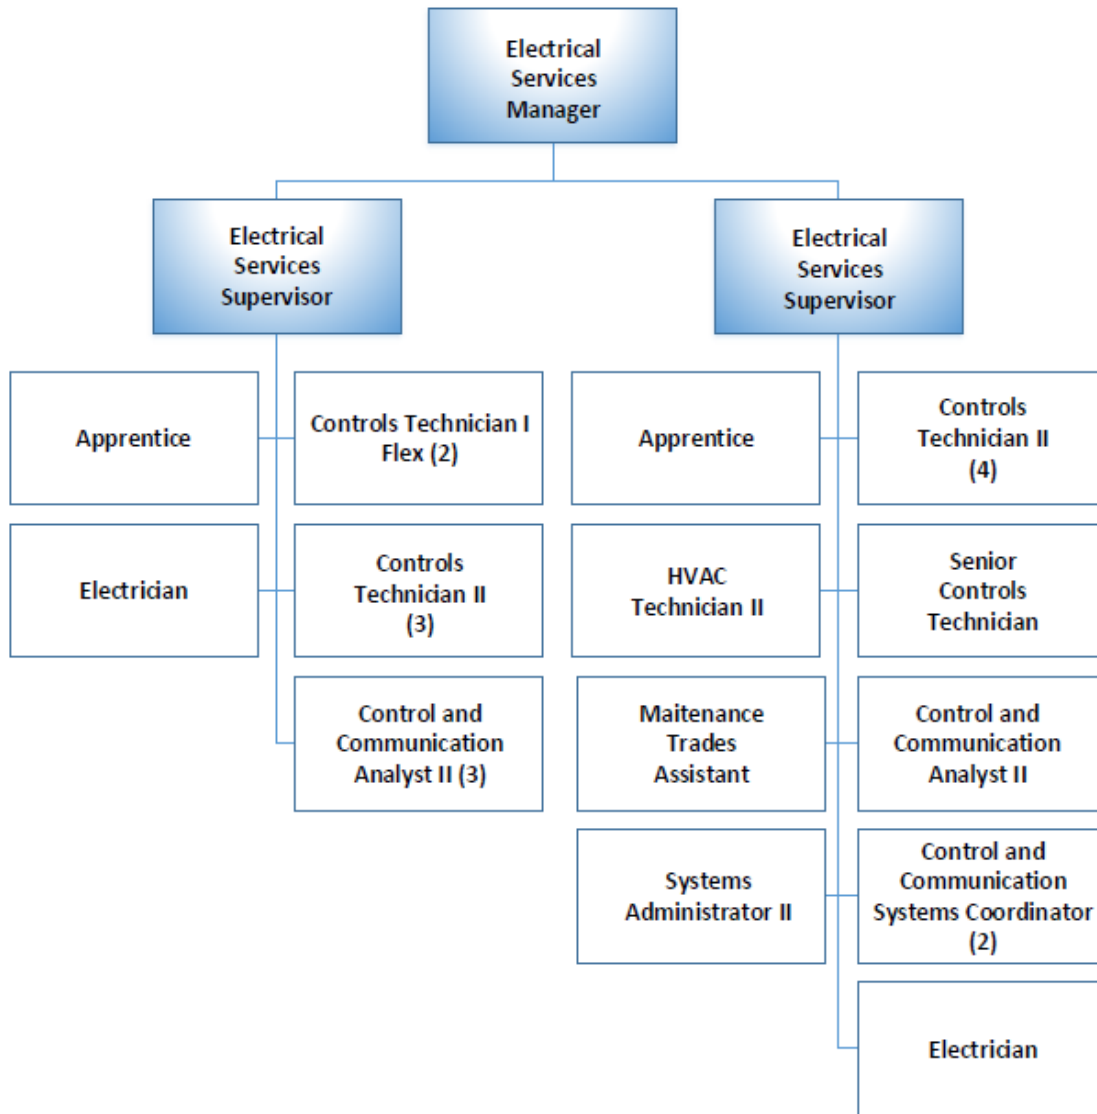 Electrical
Services
Manager
Electrical
Services
Supervisor
Electrical
Services
Supervisor
Apprentice
Controls Technician I
Flex (2)
Apprentice
Controls
Technician II
(4)
Electrician
Controls
Technician II
(3)
HVAC
Technician II
Senior
Controls
Technician
Control and
Communication
Analyst II (3)
Maitenance
Trades
Assistant
Control and
Communication
Analyst II
Systems
Administrator II
Control and
Communication
Systems Coordinator
(2)
Electrician